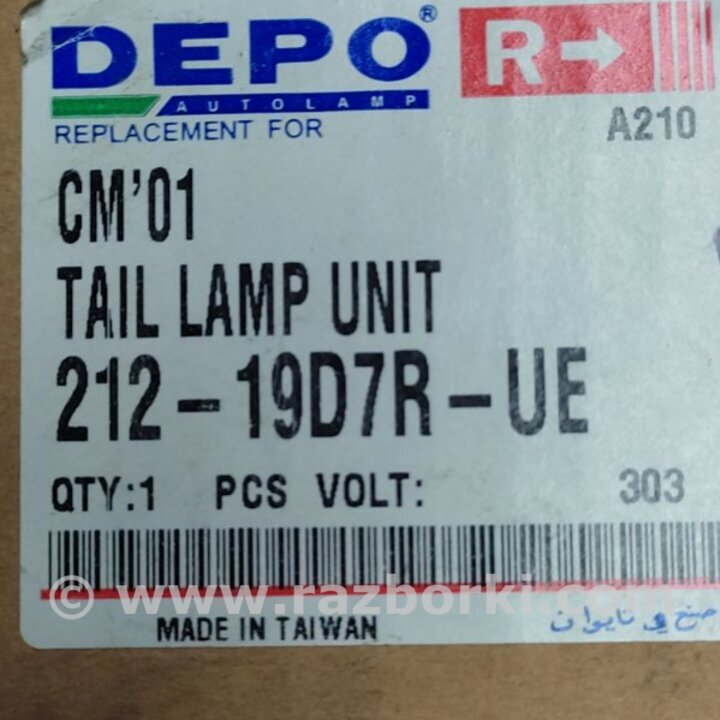 DEPO® R→
AUTOLAMP
REPLACEMENT FOR A210
CM'01
TAIL LAMP UNIT
212-19D7R-UE
QTY:1 PCS VOLT: 303
© www.razborki.com
MADE IN TAIWAN صنع في تايوان